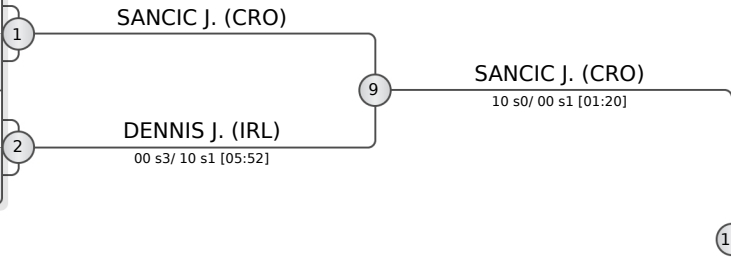 SANCIC J. (CRO)
1
SANCIC J. (CRO)
9
10 s0/ 00 s1 [01:20]
DENNIS J. (IRL)
2
00 s3/ 10 s1 [05:52]